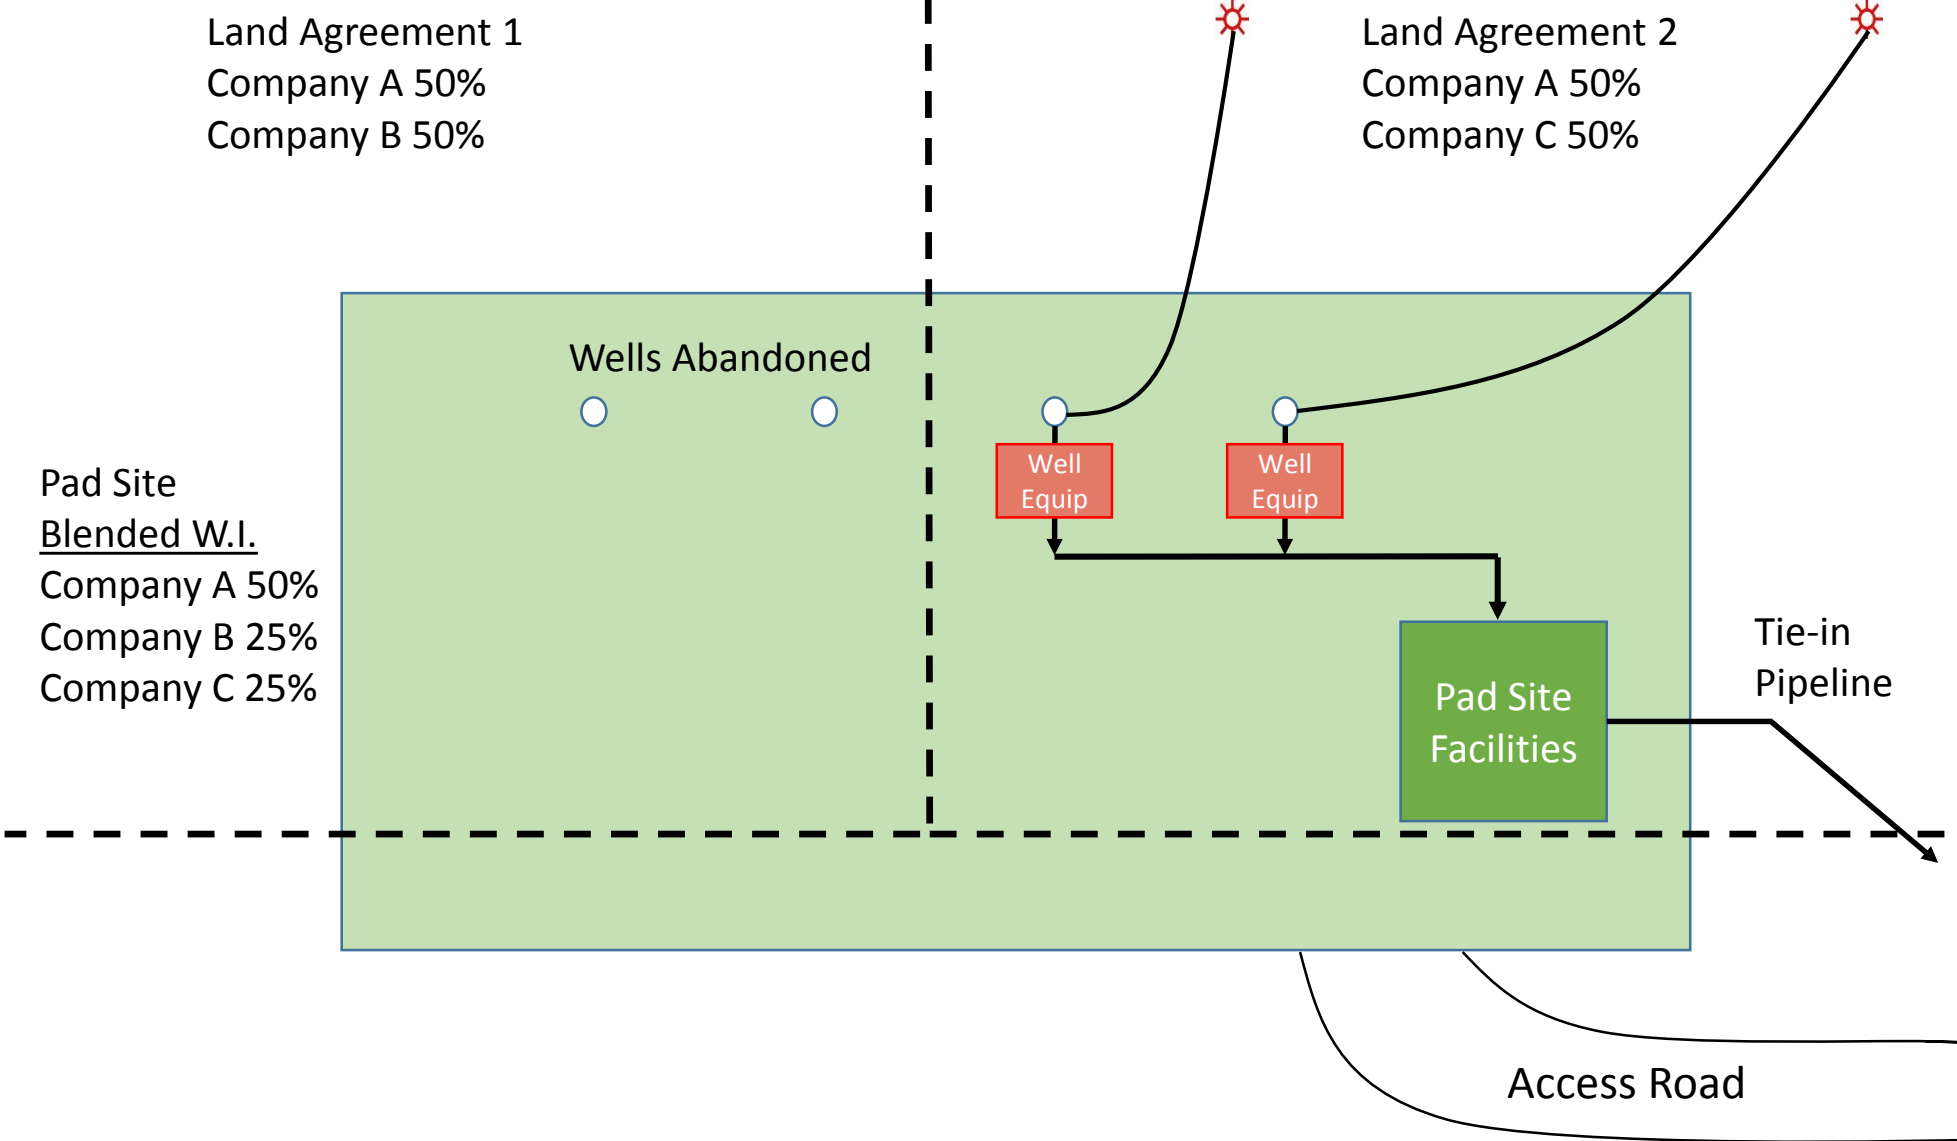 Land Agreement 1
Company A 50%
Company B 50%
Land Agreement 2
Company A 50%
Company C 50%
Wells Abandoned
Well
Equip
Well
Equip
Pad Site
Blended W.I.
Company A 50%
Company B 25%
Company C 25%
Pad Site
Facilities
Tie-in
Pipeline
Access Road